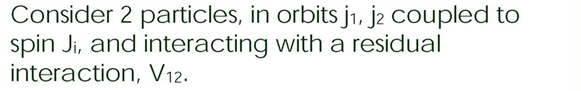 Consider 2 particles, in orbits j₁, j₂ coupled to
spin Jᵢ, and interacting with a residual
interaction, V₁₂.